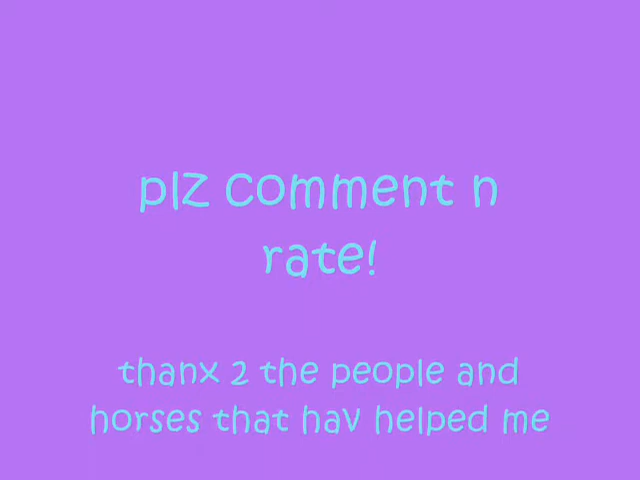 plz comment n
rate!
thanx 2 the people and
horses that hav helped me